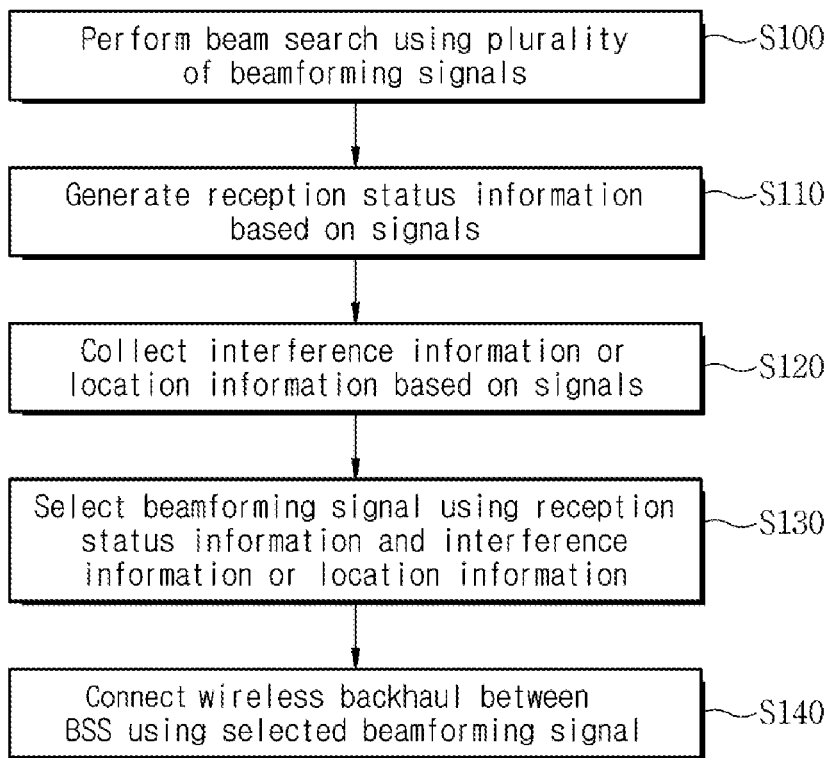 Perform beam search using plurality
of beamforming signals
S100
Generate reception status information
based on signals
S110
Collect interference information or
location information based on signals
S120
Select beamforming signal using reception
status information and interference
information or location information
S130
Connect wireless backhaul between
BSS using selected beamforming signal
S140